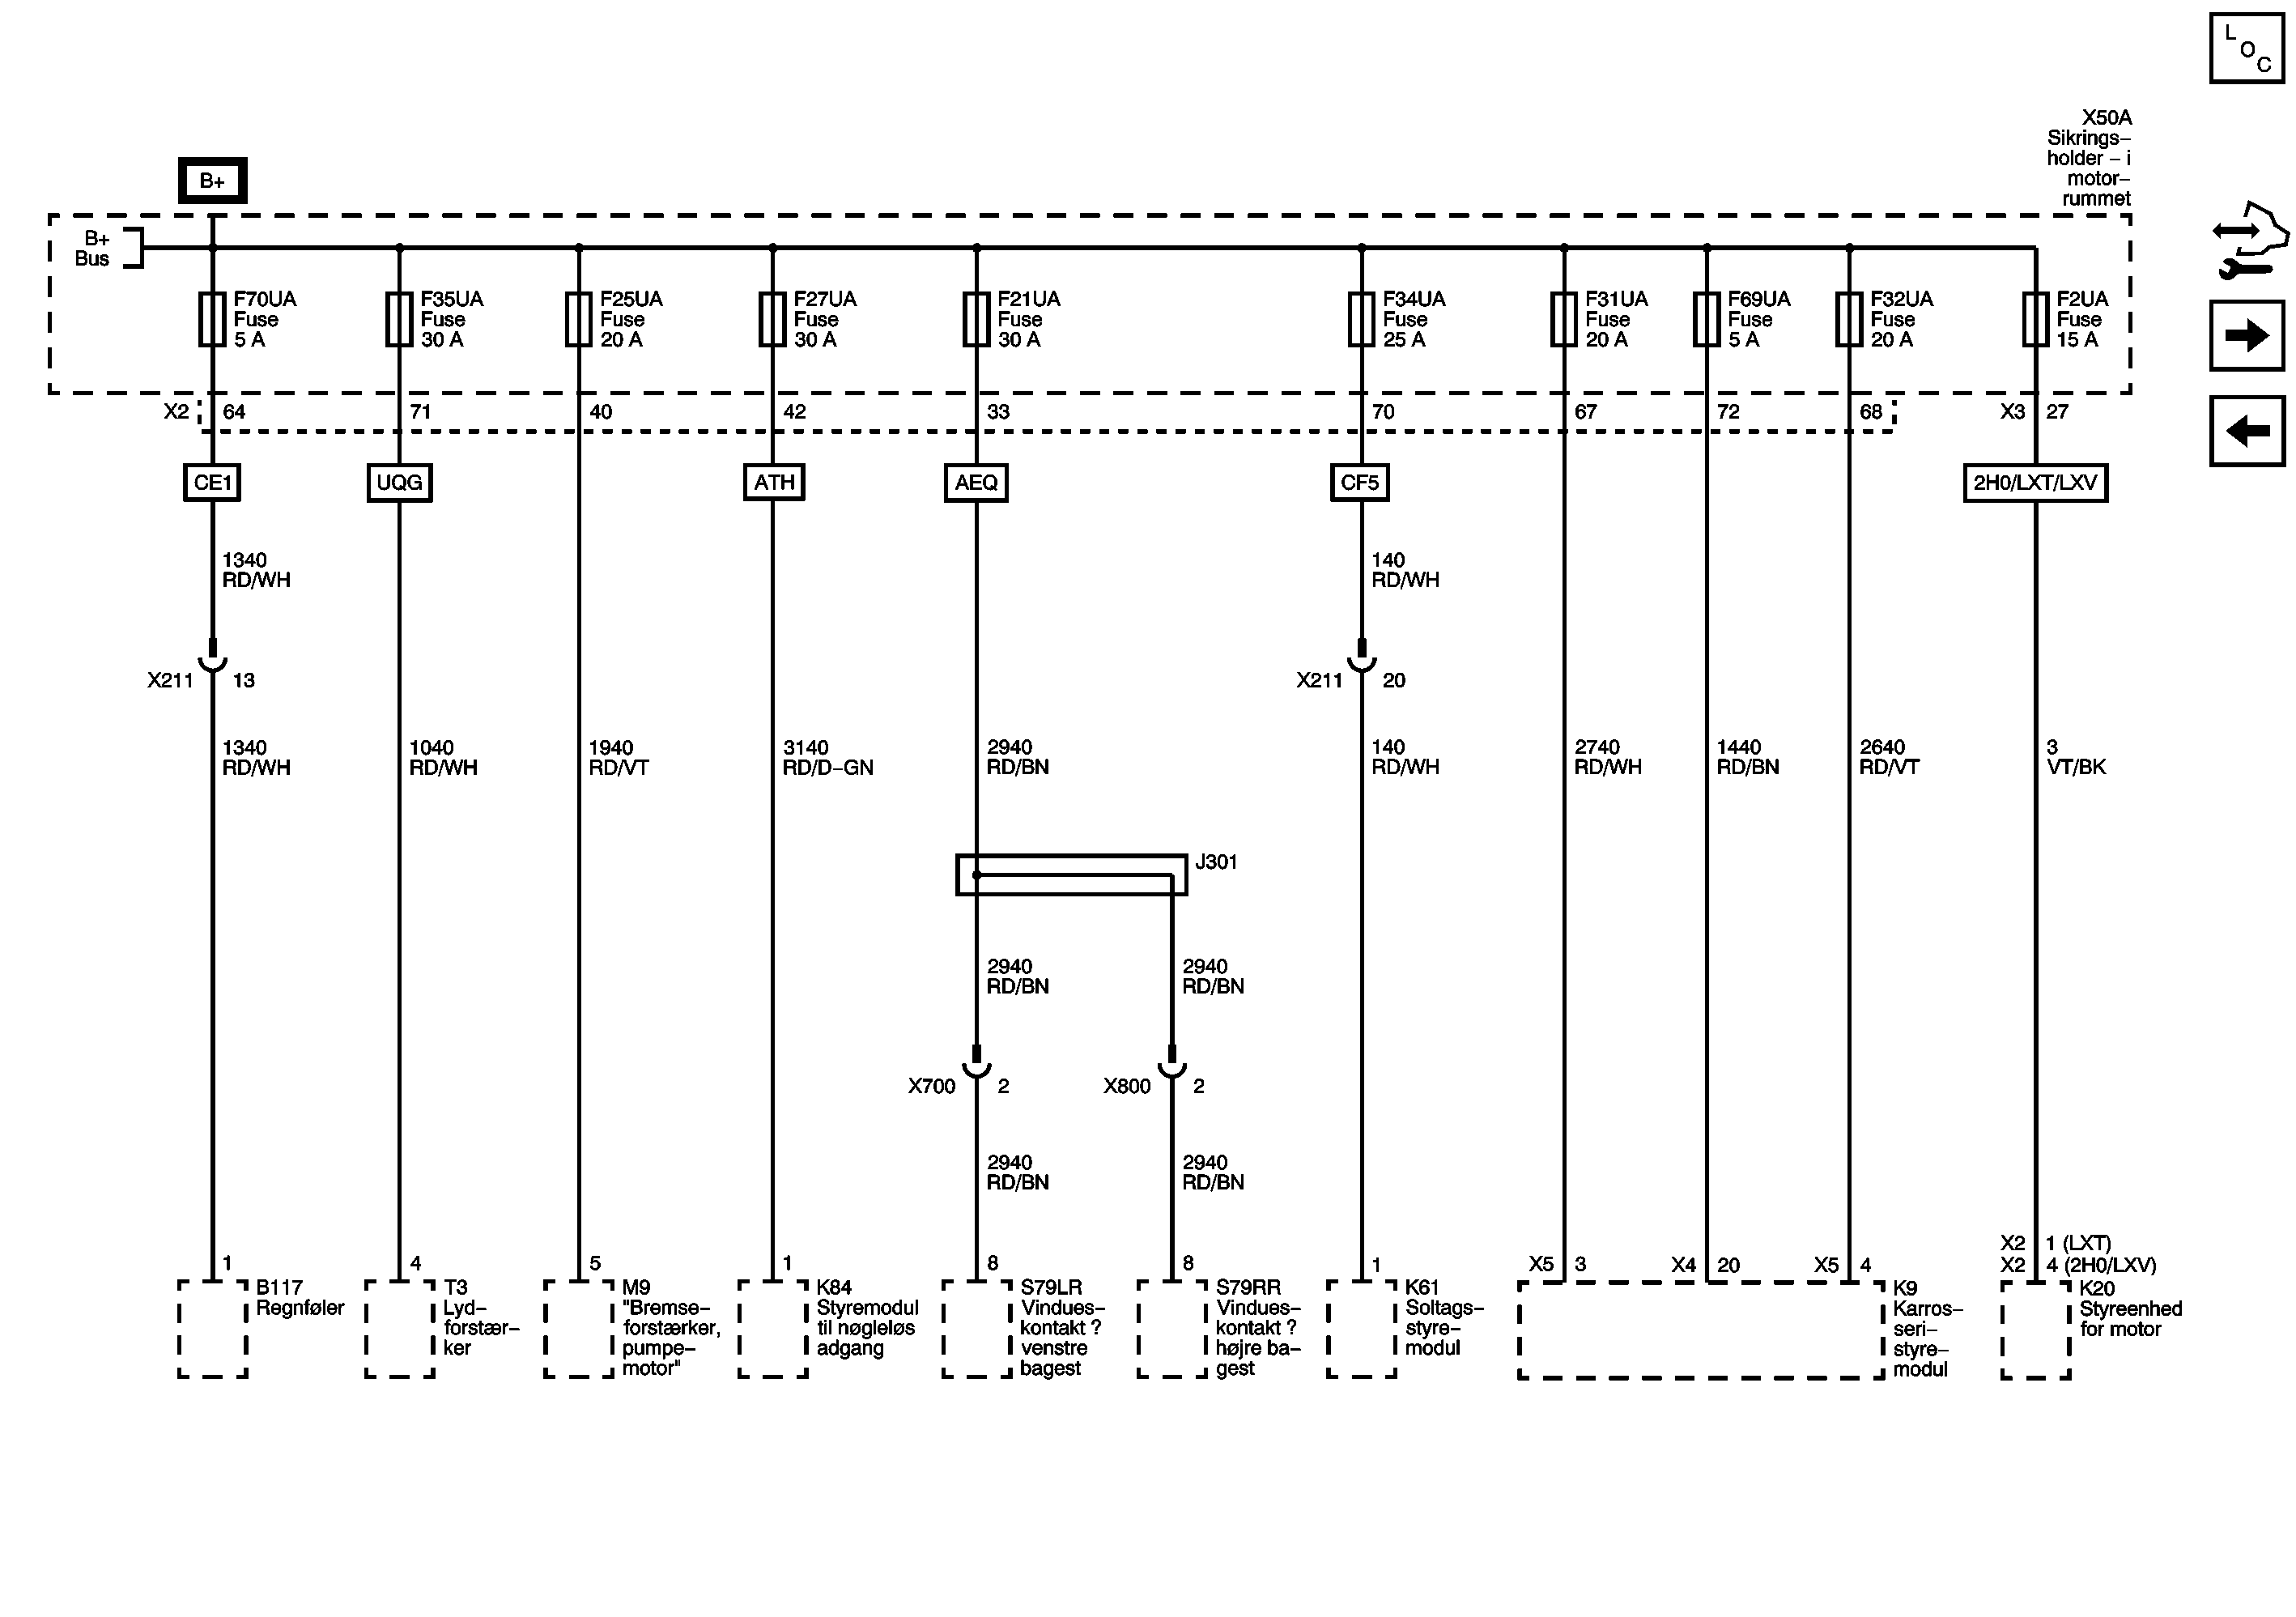 L
O
C
X50A
Sikrings–
holder – i
motor–
rummet
B+
B+
Bus
F70UA
Fuse
5 A
F35UA
Fuse
30 A
F25UA
Fuse
20 A
F27UA
Fuse
30 A
F21UA
Fuse
30 A
F34UA
Fuse
25 A
F31UA
Fuse
20 A
F69UA
Fuse
5 A
F32UA
Fuse
20 A
F2UA
Fuse
15 A
X2 64 71 40 42 33 70 67 72 68 X3 27
CE1 UQG ATH AEQ CF5 2H0/LXT/LXV
1340
RD/WH
140
RD/WH
X211 13
X211 20
1340
RD/WH
1040
RD/WH
1940
RD/VT
3140
RD/D–GN
2940
RD/BN
140
RD/WH
2740
RD/WH
1440
RD/BN
2640
RD/VT
3
VT/BK
J301
2940
RD/BN
2940
RD/BN
X700 2
X800 2
2940
RD/BN
2940
RD/BN
X2 1 (LXT)
1 4 5 1 8 8 1 X5 3 X4 20 X5 4 X2 4 (2H0/LXV)
B117
Regnføler
T3
Lyd–
forstær–
ker
M9
"Bremse–
forstærker,
pumpe–
motor"
K84
Styremodul
til nøgleløs
adgang
S79LR
Vindues–
kontakt ?
venstre
bagest
S79RR
Vindues–
kontakt ?
højre ba–
gest
K61
Soltags–
styre–
modul
K9
Karros–
seri–
styre–
modul
K20
Styreenhed
for motor